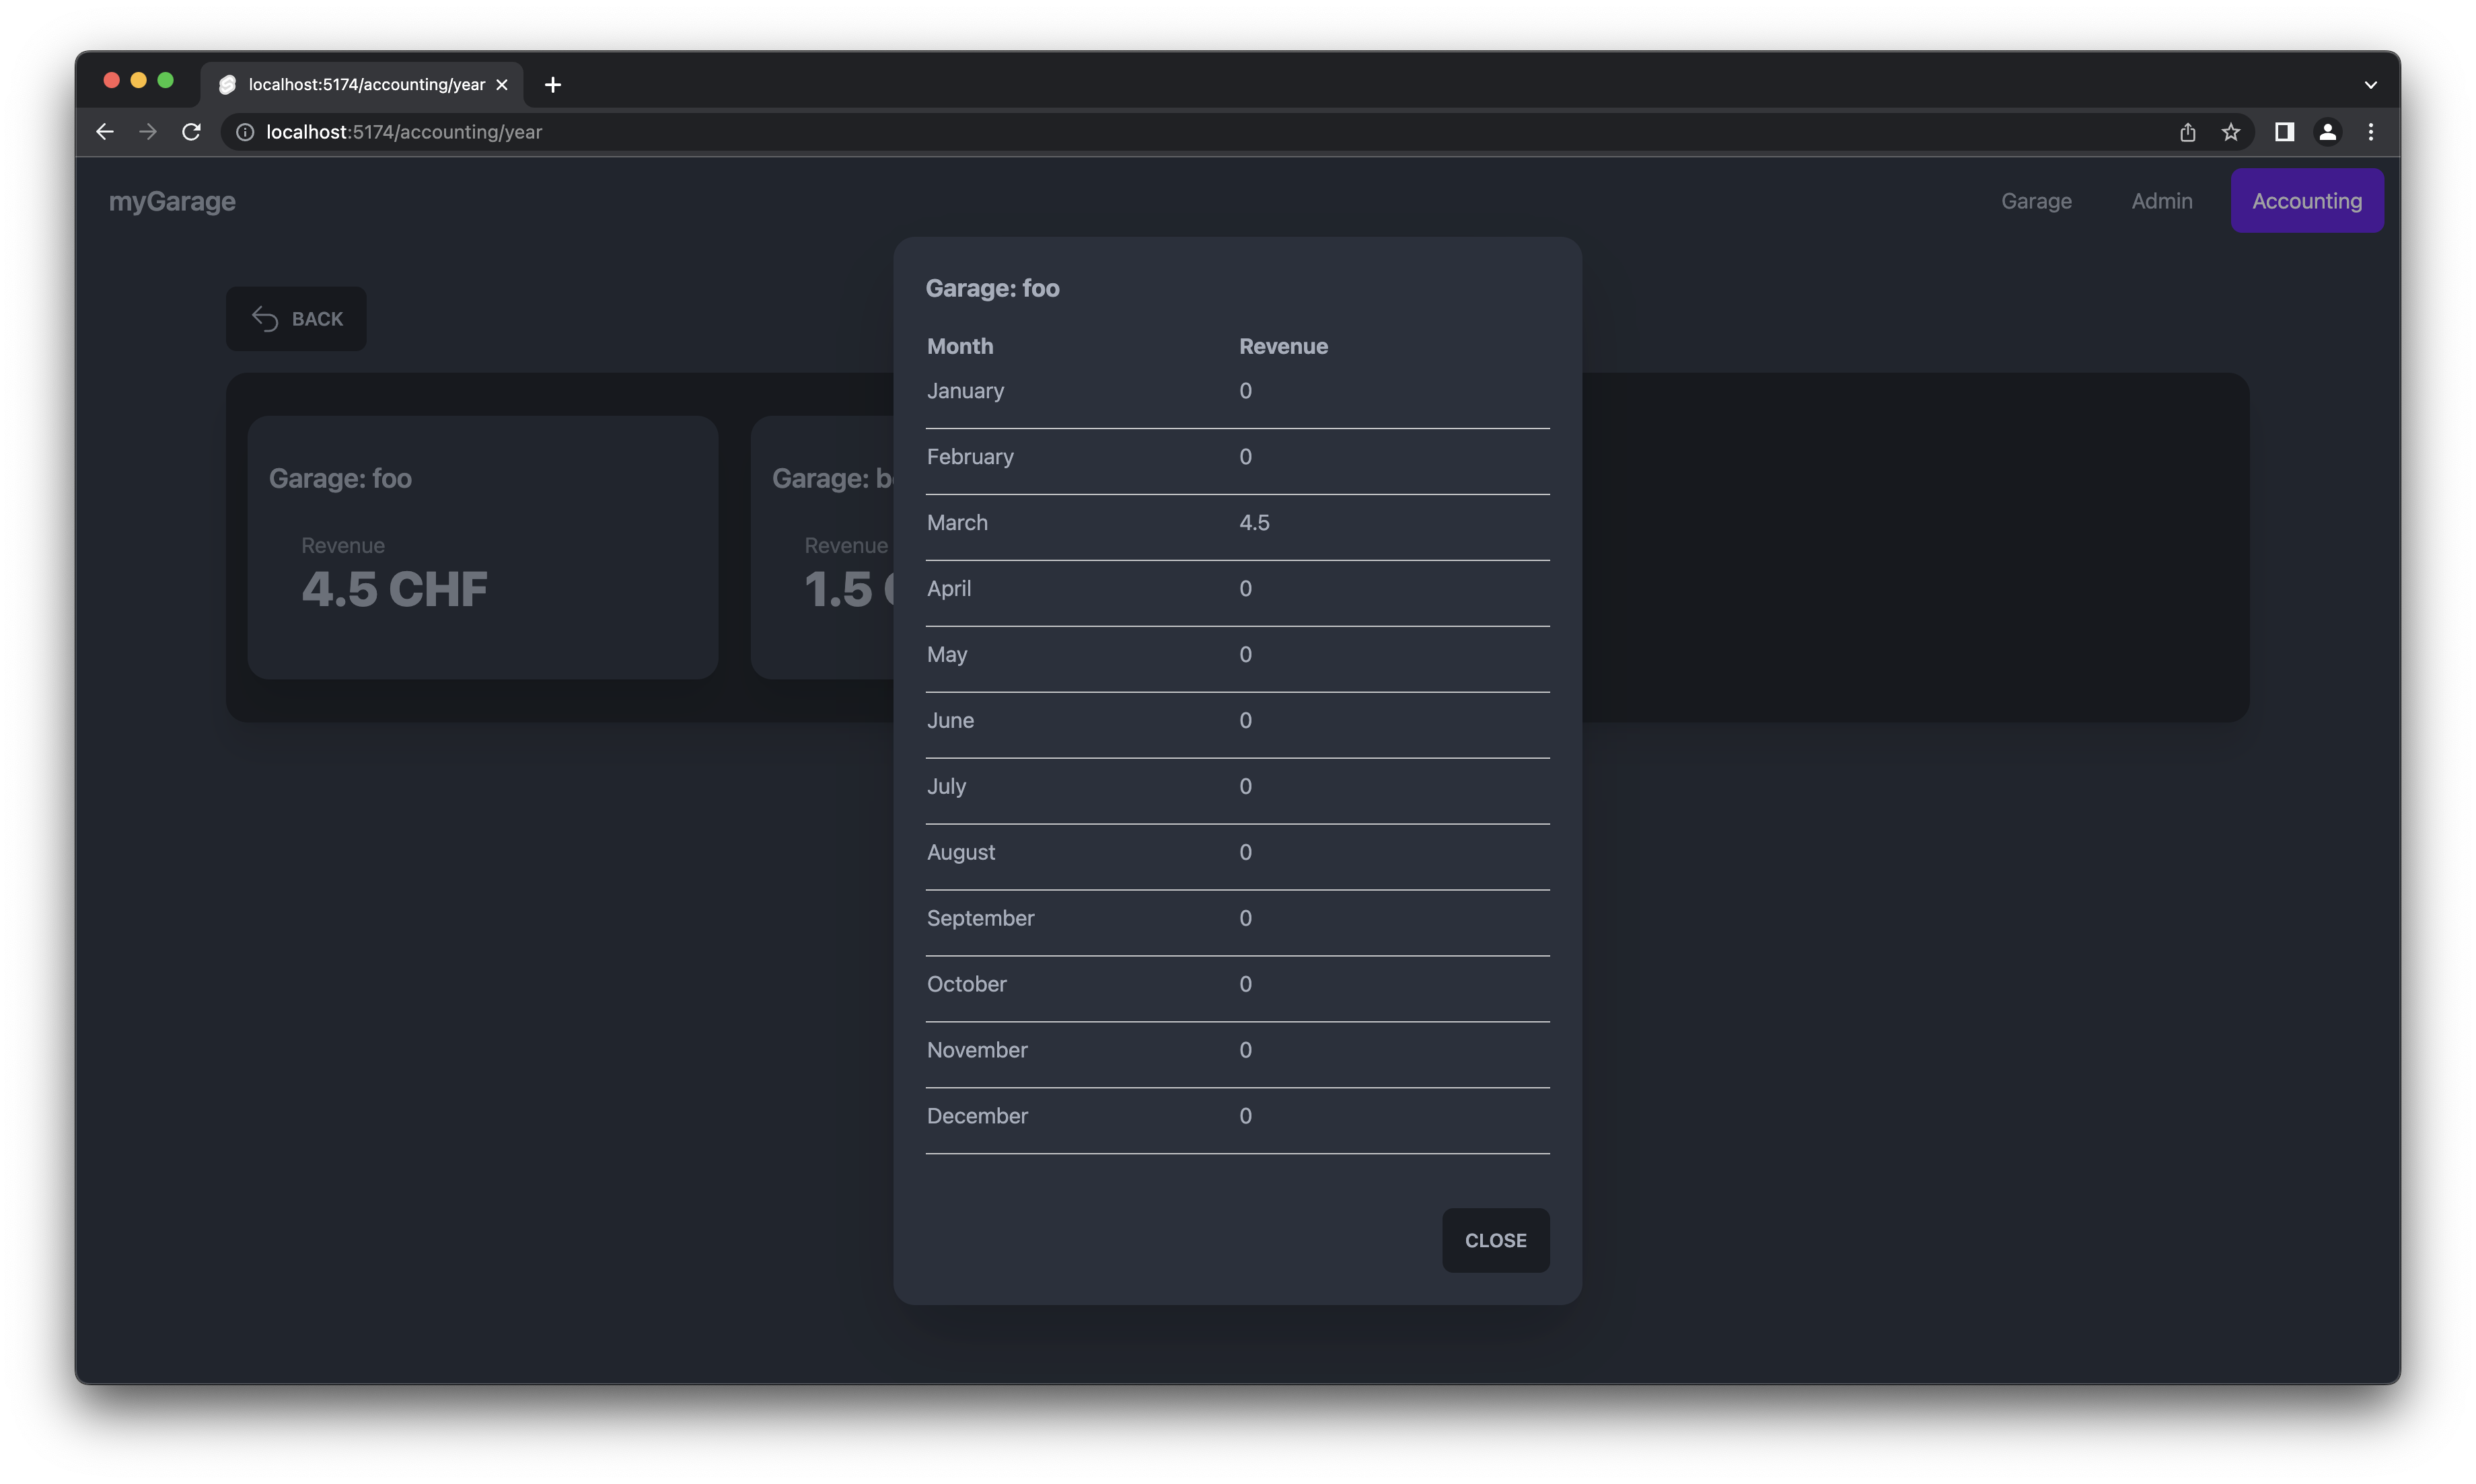 localhost:5174/accounting/year
localhost:5174/accounting/year
myGarage
Garage Admin Accounting
BACK
Garage: foo
Revenue
4.5 CHF
Garage:
Revenue
1.5
Garage: foo
Month Revenue
January 0
February 0
March 4.5
April 0
May 0
June 0
July 0
August 0
September 0
October 0
November 0
December 0
CLOSE